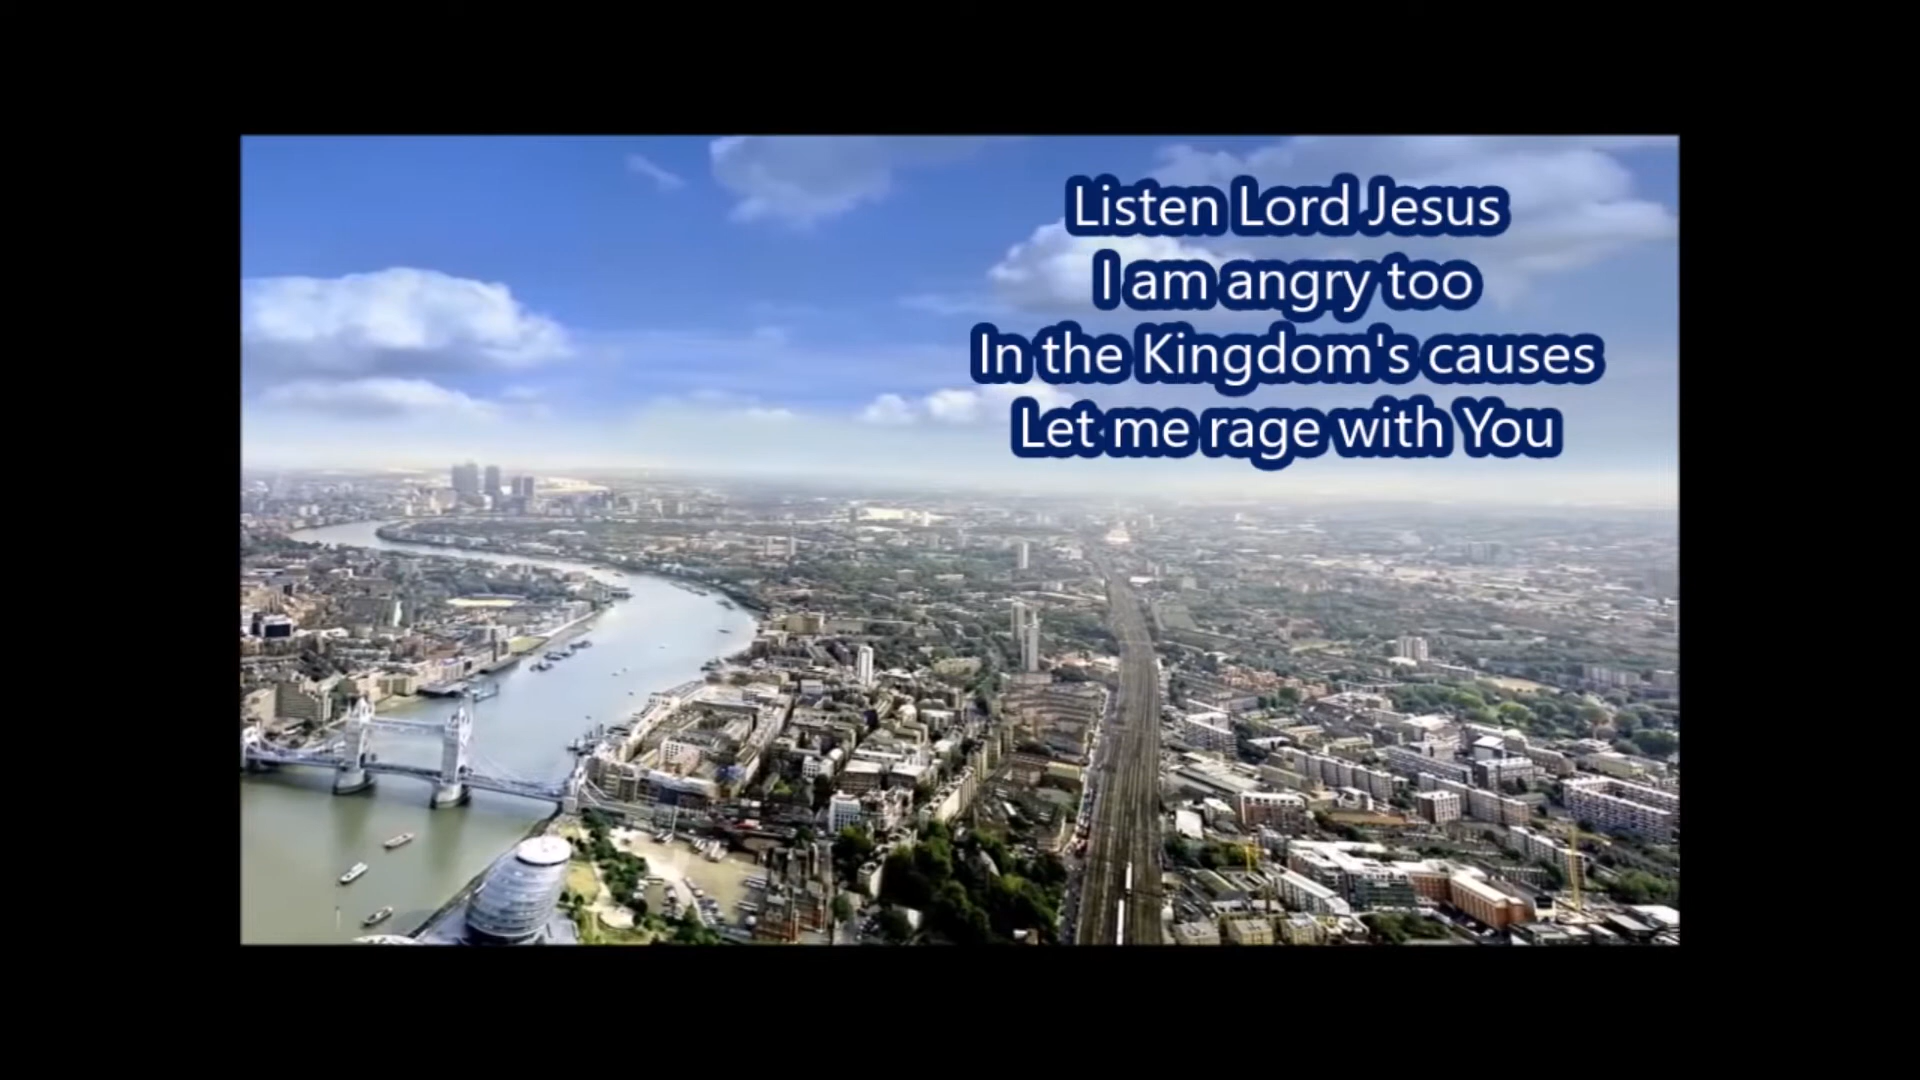 Listen Lord Jesus
I am angry too
In the Kingdom's causes
Let me rage with You